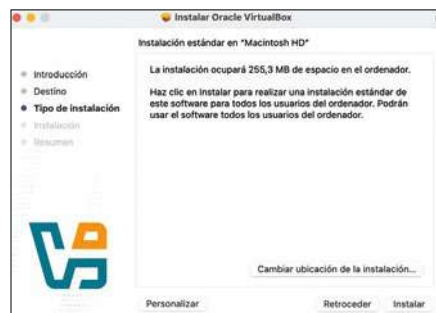 Instalar Oracle VirtualBox
Instalación estándar en "Macintosh HD"
Introducción
Destino
Tipo de instalación
Instalación
Resumen
La instalación ocupará 255,3 MB de espacio en el ordenador.
Haz clic en Instalar para realizar una instalación estándar de
este software para todos los usuarios del ordenador. Podrán
usar el software todos los usuarios del ordenador.
Cambiar ubicación de la instalación...
Personalizar
Retroceder
Instalar